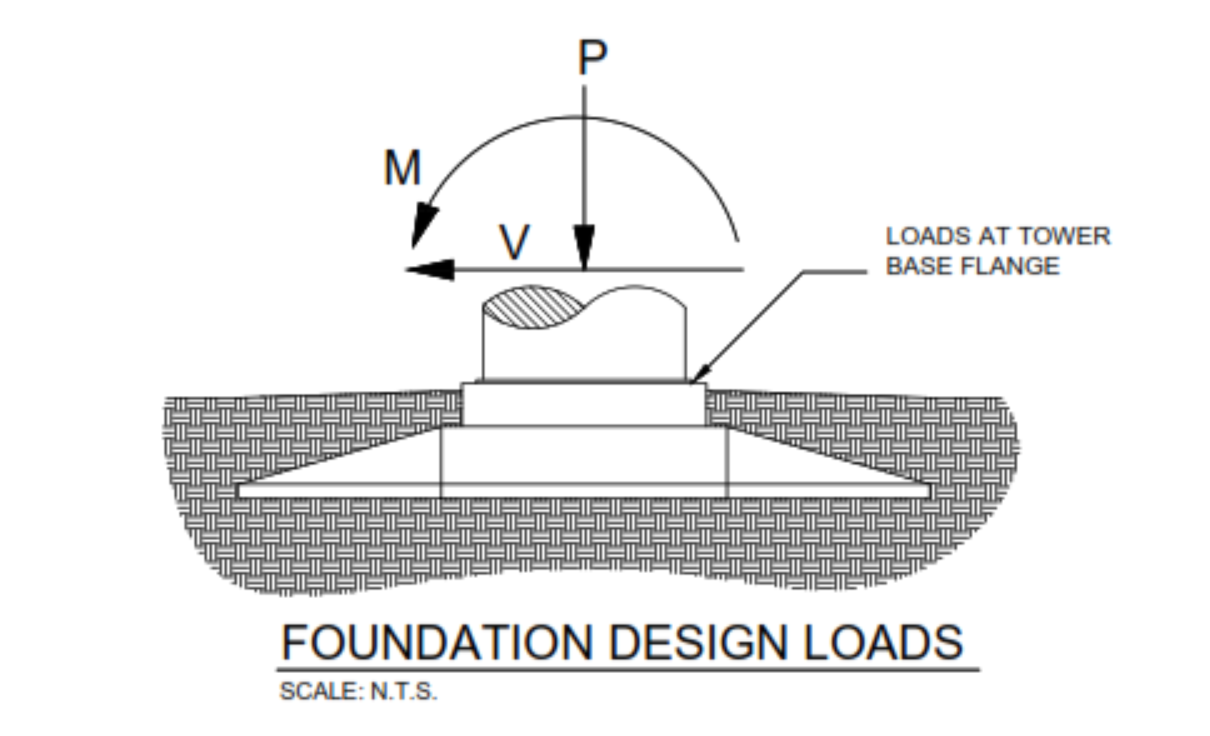 P
M
V
LOADS AT TOWER
BASE FLANGE
FOUNDATION DESIGN LOADS
SCALE: N.T.S.